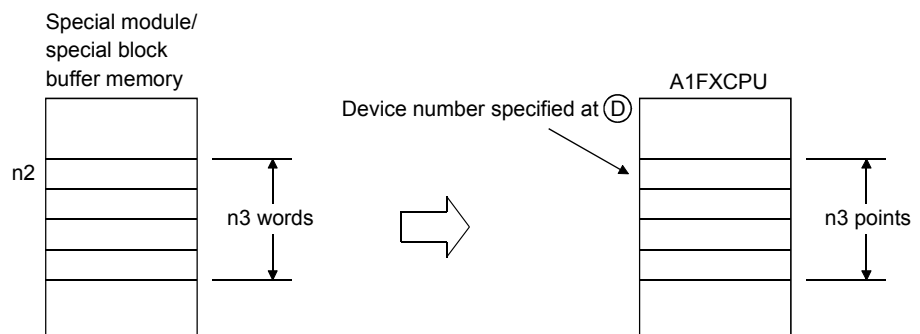 Special module/
special block
buffer memory
A1FXCPU
Device number specified at Ⓓ
n2
n3 words
n3 points